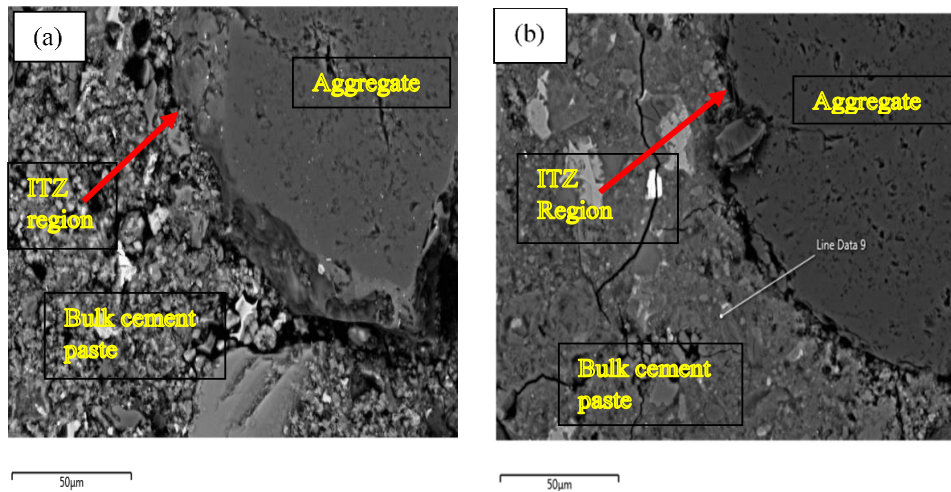 (a)
Aggregate
ITZ
region
Bulk cement
paste
50μm
(b)
Aggregate
ITZ
Region
Line Data 9
Bulk cement
paste
50μm